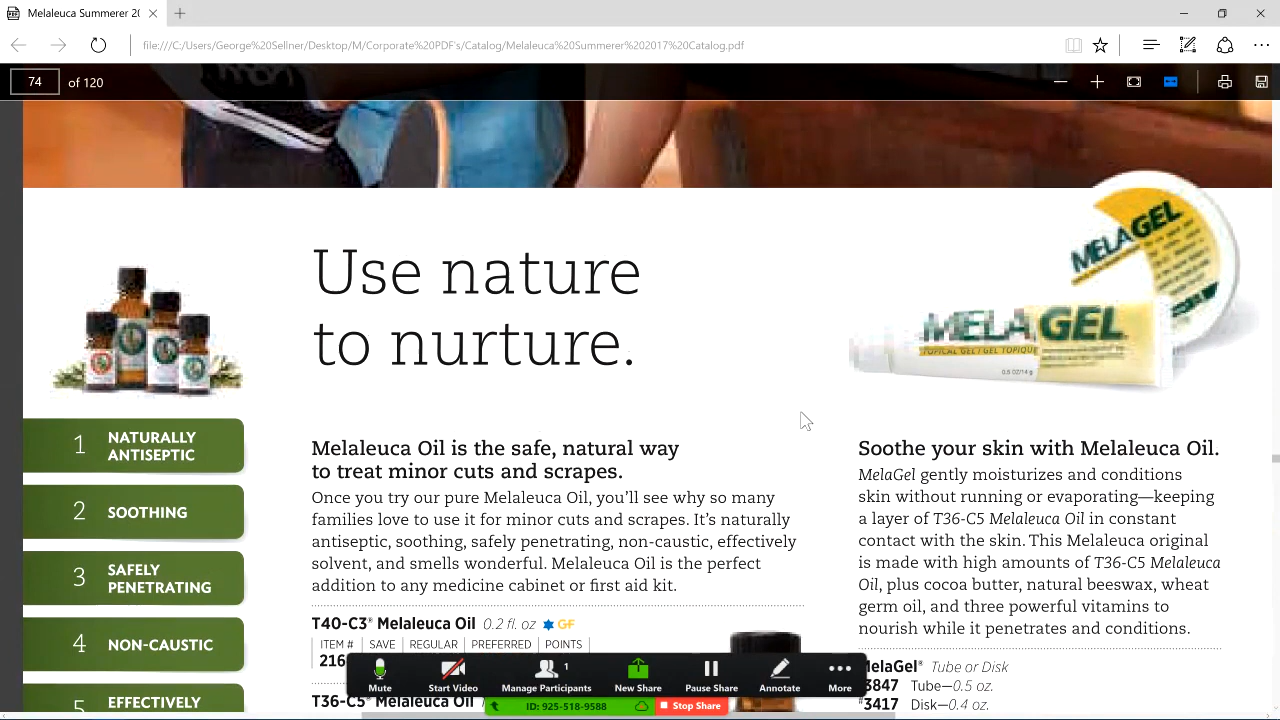 Melaleuca Summerer 20
file:///C:/Users/George%20Sellner/Desktop/M/Corporate%20PDF's/Catalog/Melaleuca%20Summerer%202017%20Catalog.pdf
74 of 120
Use nature
to nurture.
MELAGEL
MELAGEL
TOPICAL GEL / GEL TOPIQUE
0.5 OZ/14 g
1 NATURALLY
ANTISEPTIC
2 SOOTHING
3 SAFELY
PENETRATING
4 NON-CAUSTIC
5 EFFECTIVELY
Melaleuca Oil is the safe, natural way
to treat minor cuts and scrapes.
Once you try our pure Melaleuca Oil, you'll see why so many
families love to use it for minor cuts and scrapes. It's naturally
antiseptic, soothing, safely penetrating, non-caustic, effectively
solvent, and smells wonderful. Melaleuca Oil is the perfect
addition to any medicine cabinet or first aid kit.
T40-C3® Melaleuca Oil 0.2 fl. oz GF
ITEM # SAVE REGULAR PREFERRED POINTS
216
T36-C5® Melaleuca Oil
Soothe your skin with Melaleuca Oil.
MelaGel gently moisturizes and conditions
skin without running or evaporating—keeping
a layer of T36-C5 Melaleuca Oil in constant
contact with the skin. This Melaleuca original
is made with high amounts of T36-C5 Melaleuca
Oil, plus cocoa butter, natural beeswax, wheat
germ oil, and three powerful vitamins to
nourish while it penetrates and conditions.
MelaGel® Tube or Disk
3847 Tube—0.5 oz.
#3417 Disk—0.4 oz.
Mute Start Video Manage Participants 1 New Share Pause Share Annotate More
ID: 925-518-9588 Stop Share